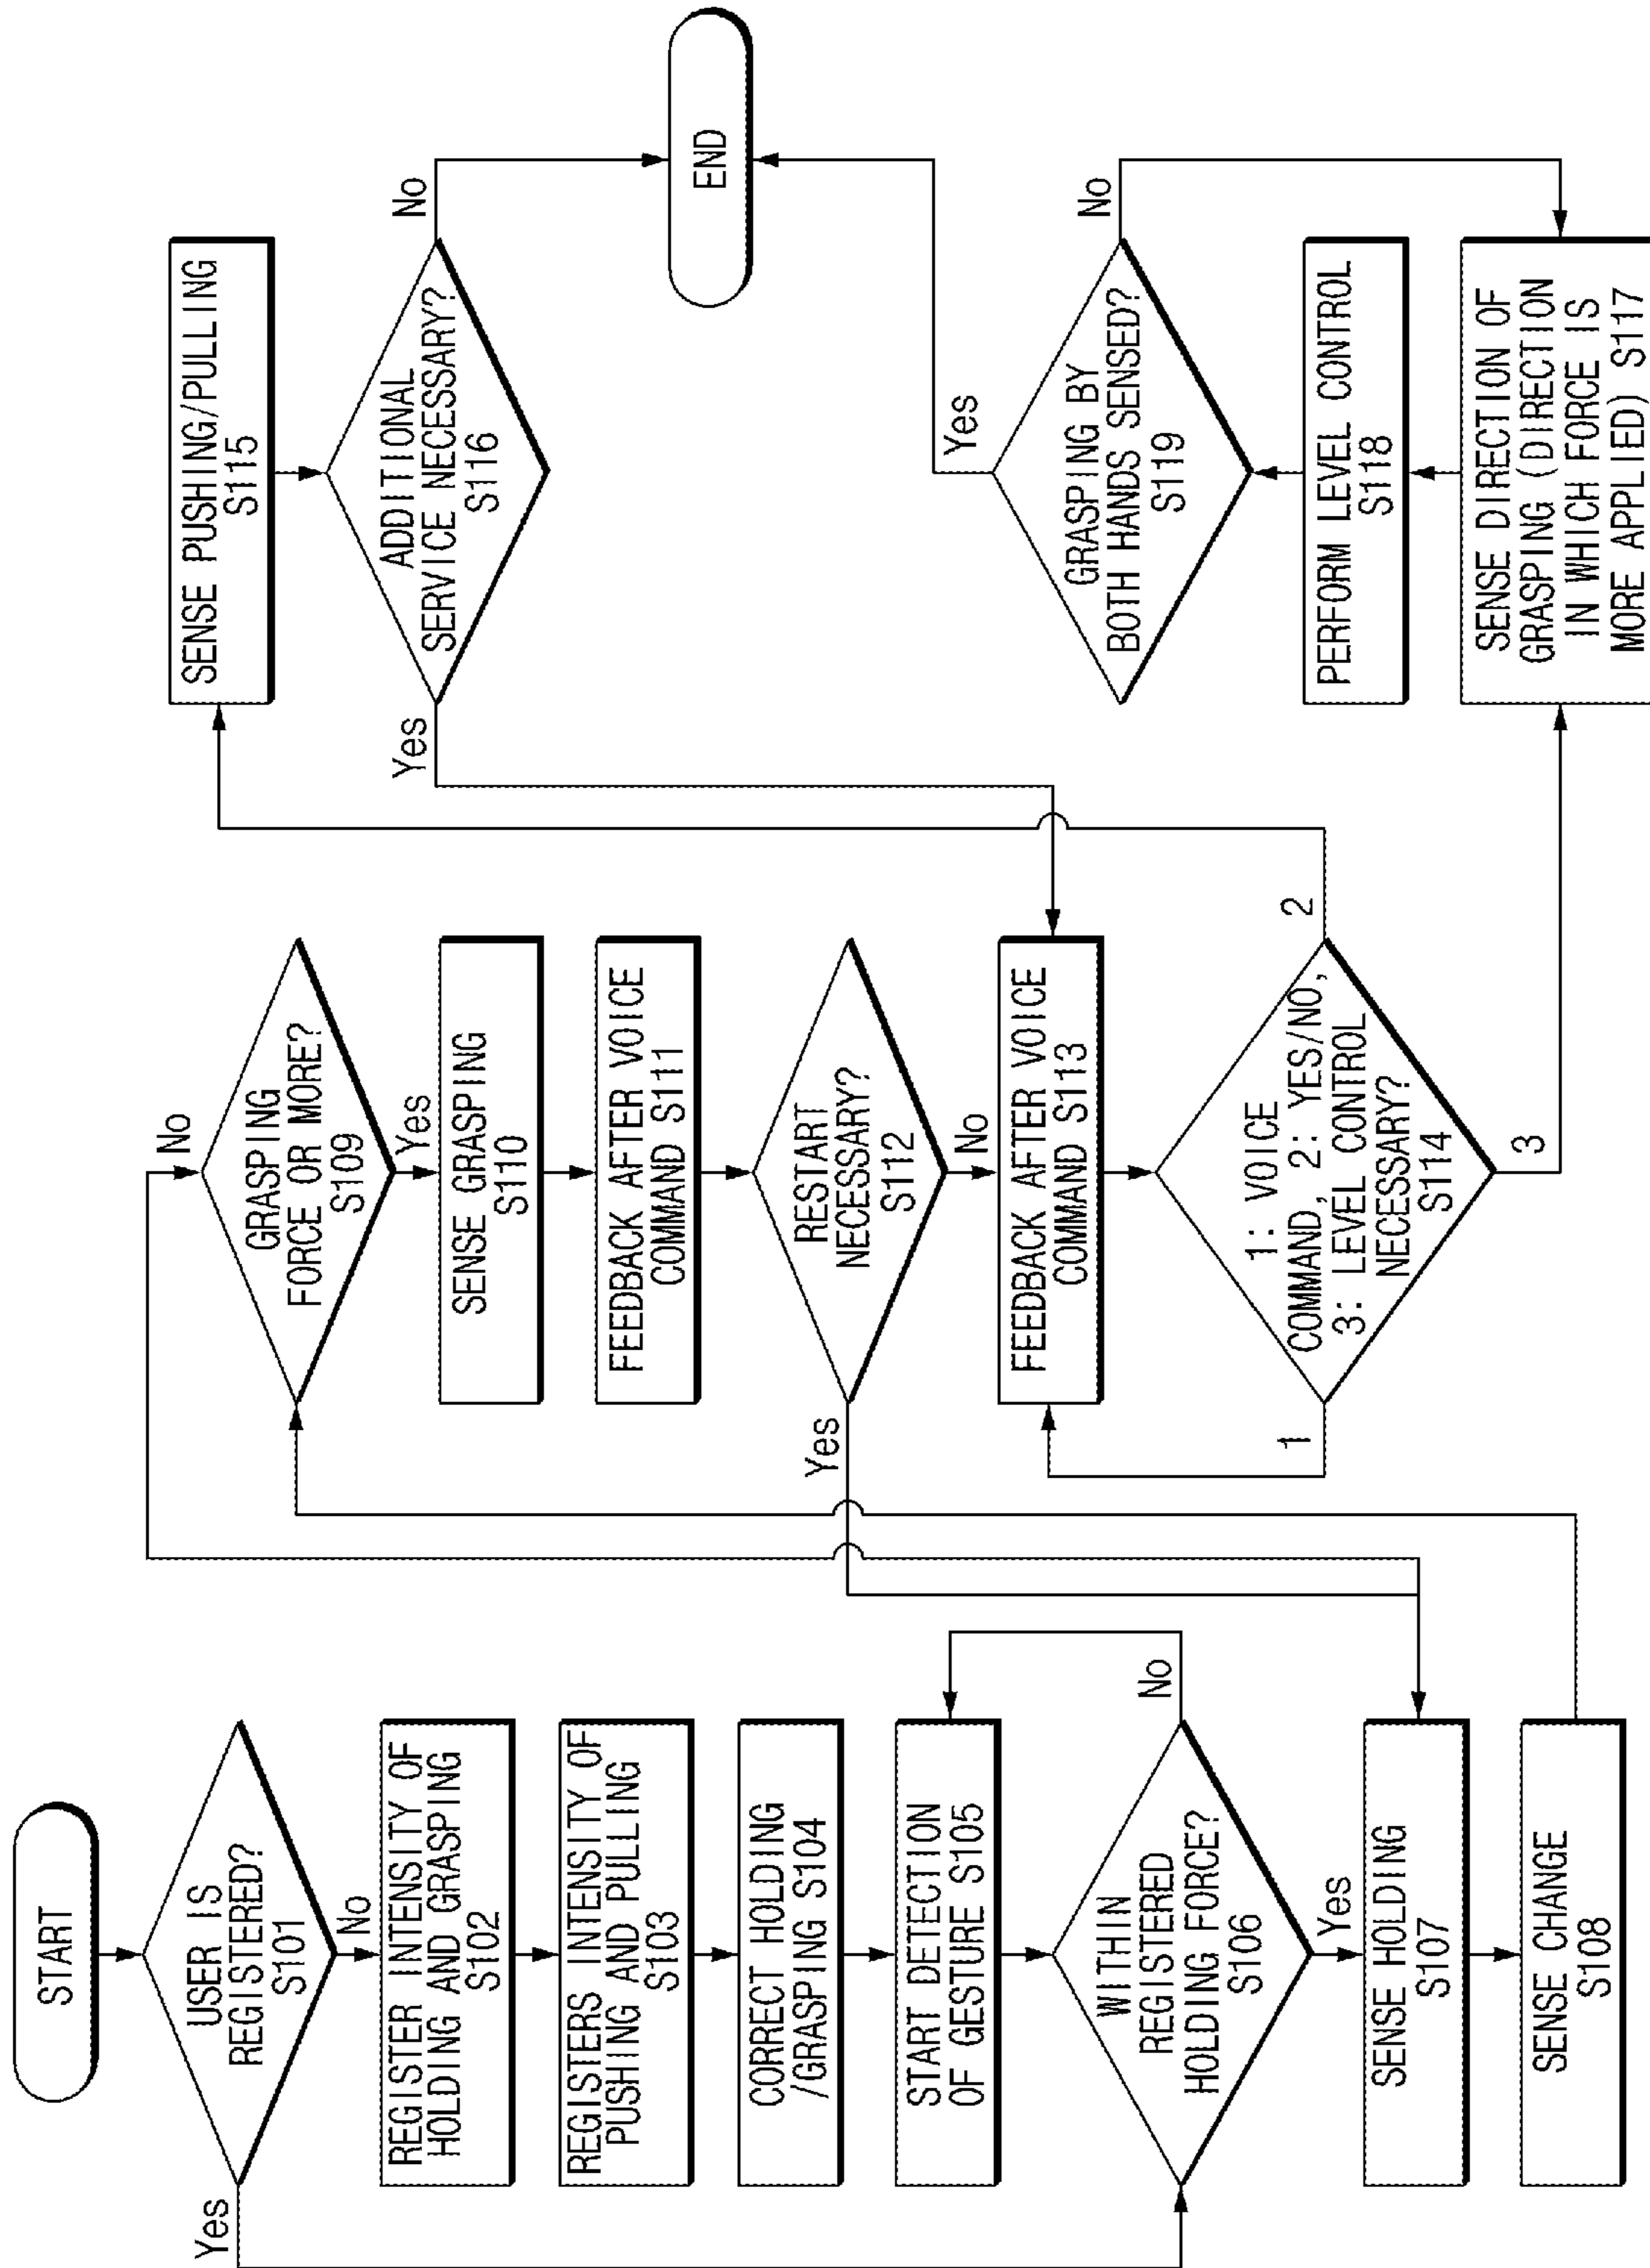 START
USER IS
REGISTERED?
S101
Yes
No
REGISTER INTENSITY OF
HOLDING AND GRASPING
S102
REGISTERS INTENSITY OF
PUSHING AND PULLING
S103
CORRECT HOLDING
/GRASPING S104
START DETECTION
OF GESTURE S105
WITHIN
REGISTERED
HOLDING FORCE?
S106
No
Yes
SENSE HOLDING
S107
SENSE CHANGE
S108
No
GRASPING
FORCE OR MORE?
S109
Yes
SENSE GRASPING
S110
FEEDBACK AFTER VOICE
COMMAND S111
RESTART
NECESSARY?
S112
Yes
No
FEEDBACK AFTER VOICE
COMMAND S113
1: VOICE
COMMAND, 2: YES/NO,
3: LEVEL CONTROL
NECESSARY?
S114
1
2
3
SENSE PUSHING/PULLING
S115
ADDITIONAL
SERVICE NECESSARY?
S116
Yes
No
END
Yes
GRASPING BY
BOTH HANDS SENSED?
S119
No
PERFORM LEVEL CONTROL
S118
SENSE DIRECTION OF
GRASPING (DIRECTION
IN WHICH FORCE IS
MORE APPLIED) S117